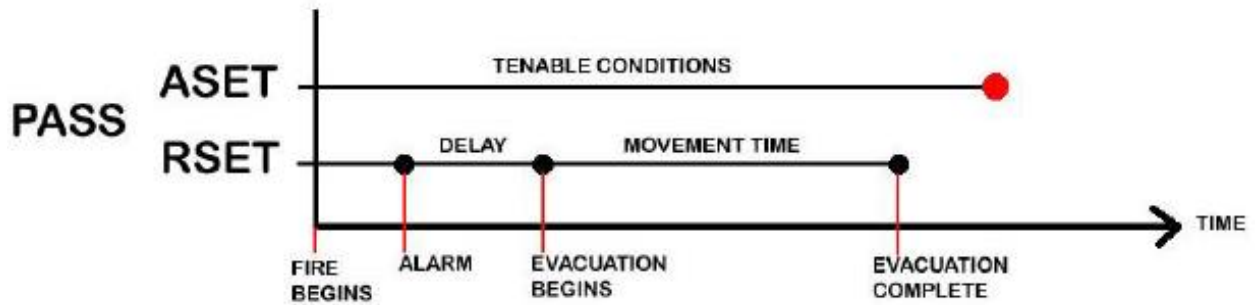 TENABLE CONDITIONS
ASET
PASS
RSET
DELAY
MOVEMENT TIME
TIME
FIRE
BEGINS
ALARM
EVACUATION
BEGINS
EVACUATION
COMPLETE